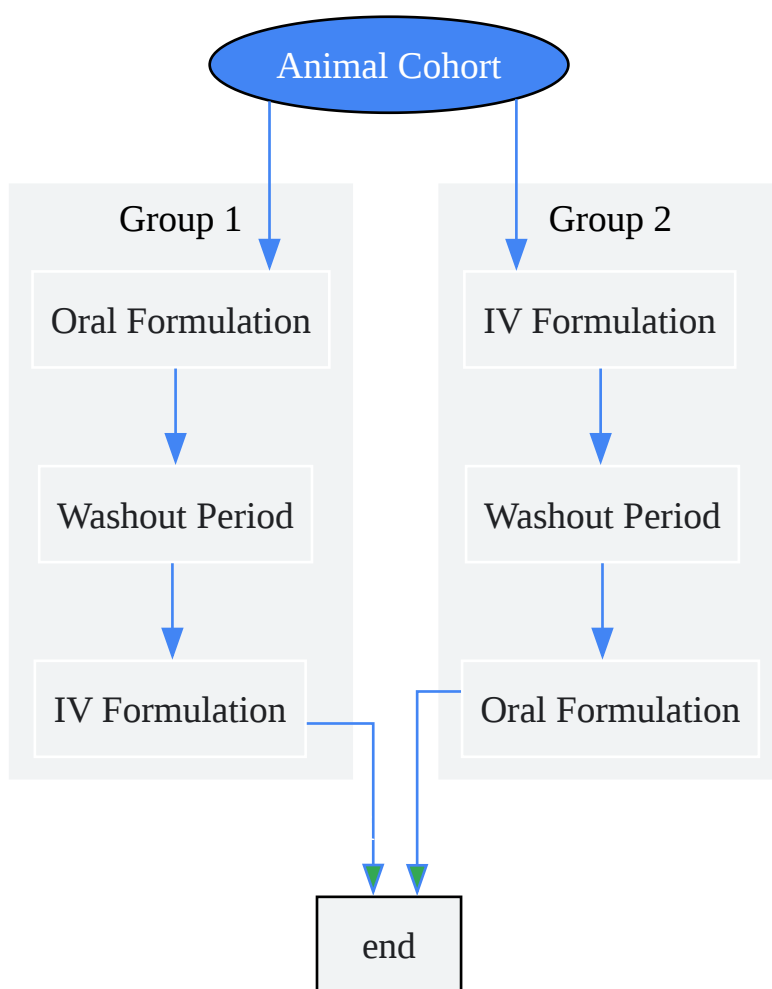 Animal Cohort
Group 1
Oral Formulation
Washout Period
IV Formulation
Group 2
IV Formulation
Washout Period
Oral Formulation
end